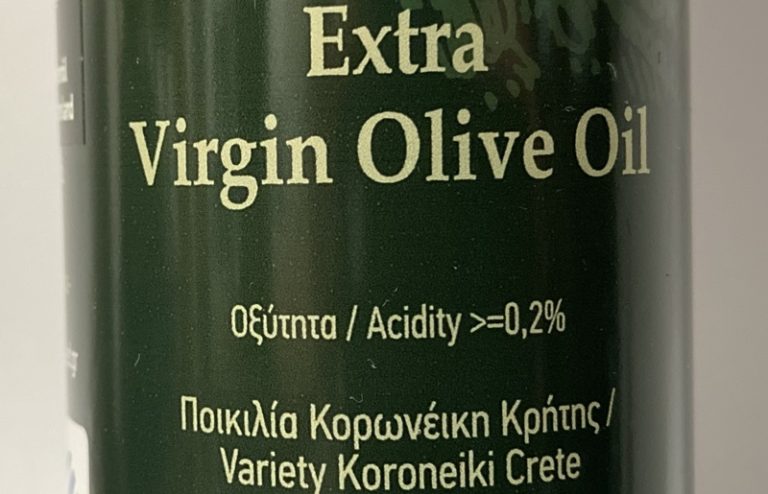 Extra
Virgin Olive Oil
Οξύτητα / Acidity >=0,2%
Ποικιλία Κορωνέικη Κρήτης /
Variety Koroneiki Crete